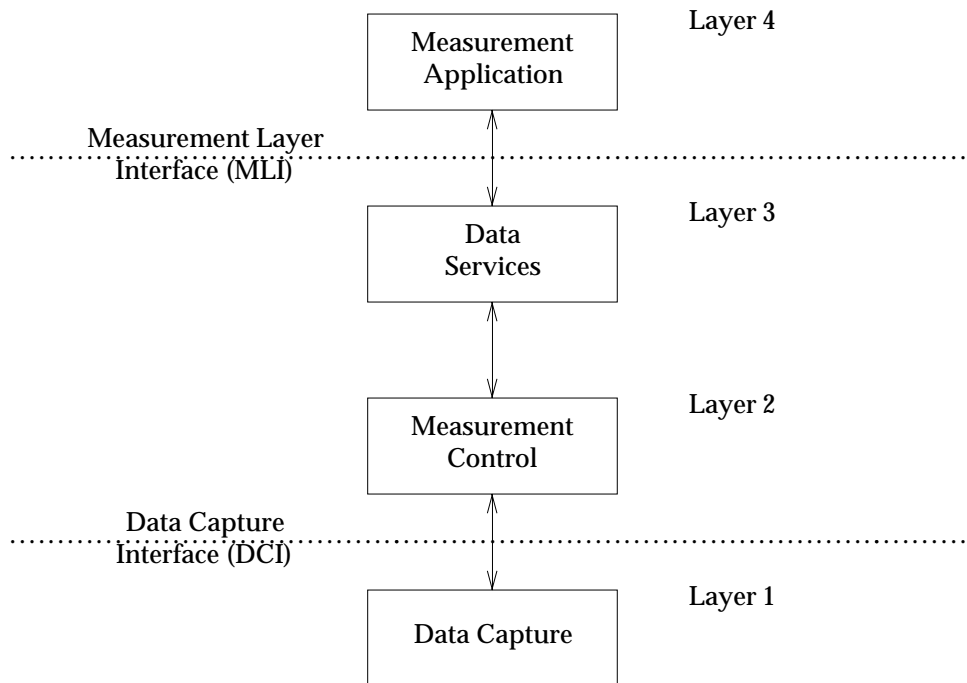 Layer 4
Measurement
Application
Measurement Layer
Interface (MLI)
Layer 3
Data
Services
Layer 2
Measurement
Control
Data Capture
Interface (DCI)
Layer 1
Data Capture